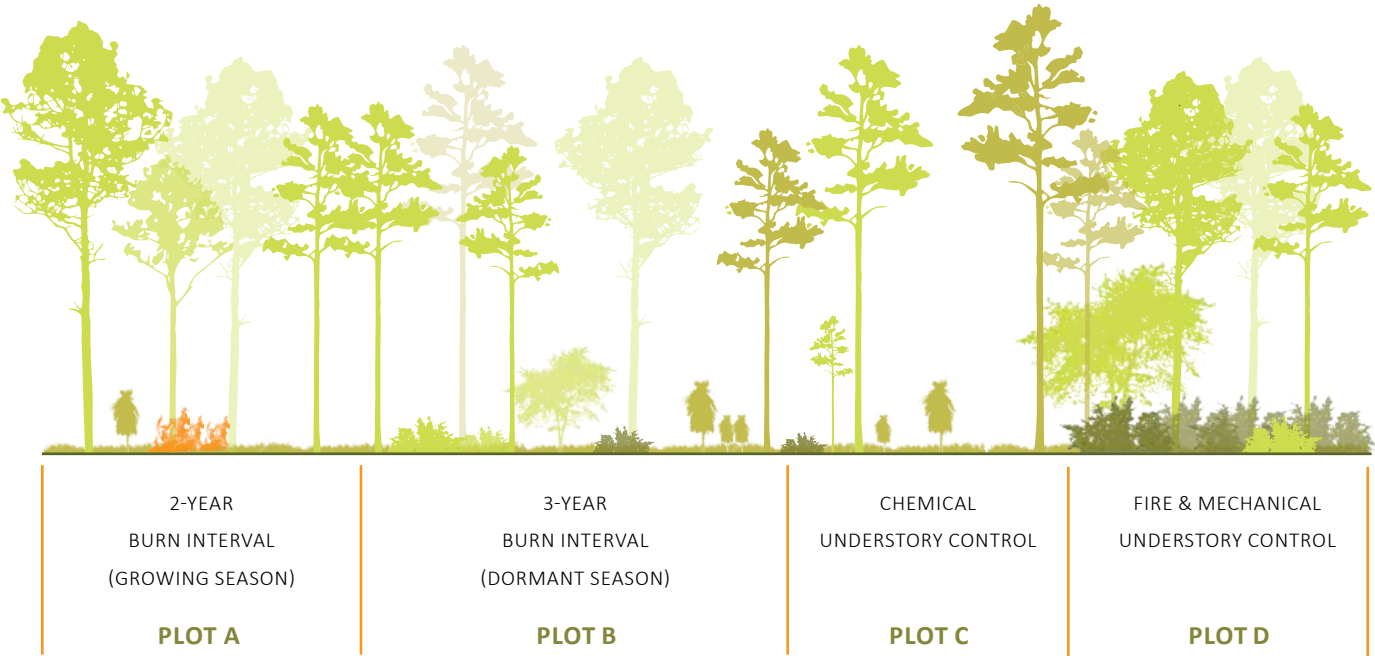 2-YEAR
BURN INTERVAL
(GROWING SEASON)
PLOT A
3-YEAR
BURN INTERVAL
(DORMANT SEASON)
PLOT B
CHEMICAL
UNDERSTORY CONTROL
PLOT C
FIRE & MECHANICAL
UNDERSTORY CONTROL
PLOT D